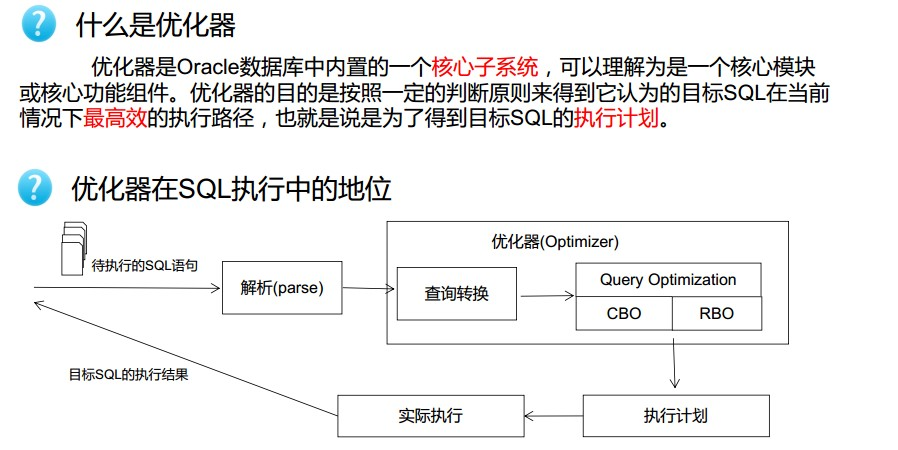 ? 什么是优化器
优化器是Oracle数据库中内置的一个核心子系统，可以理解为是一个核心模块
或核心功能组件。优化器的目的是按照一定的判断原则来得到它认为的目标SQL在当前
情况下最高效的执行路径，也就是说是为了得到目标SQL的执行计划。
? 优化器在SQL执行中的地位
优化器(Optimizer)
待执行的SQL语句
解析(parse)
查询转换
Query Optimization
CBO
RBO
目标SQL的执行结果
实际执行
执行计划